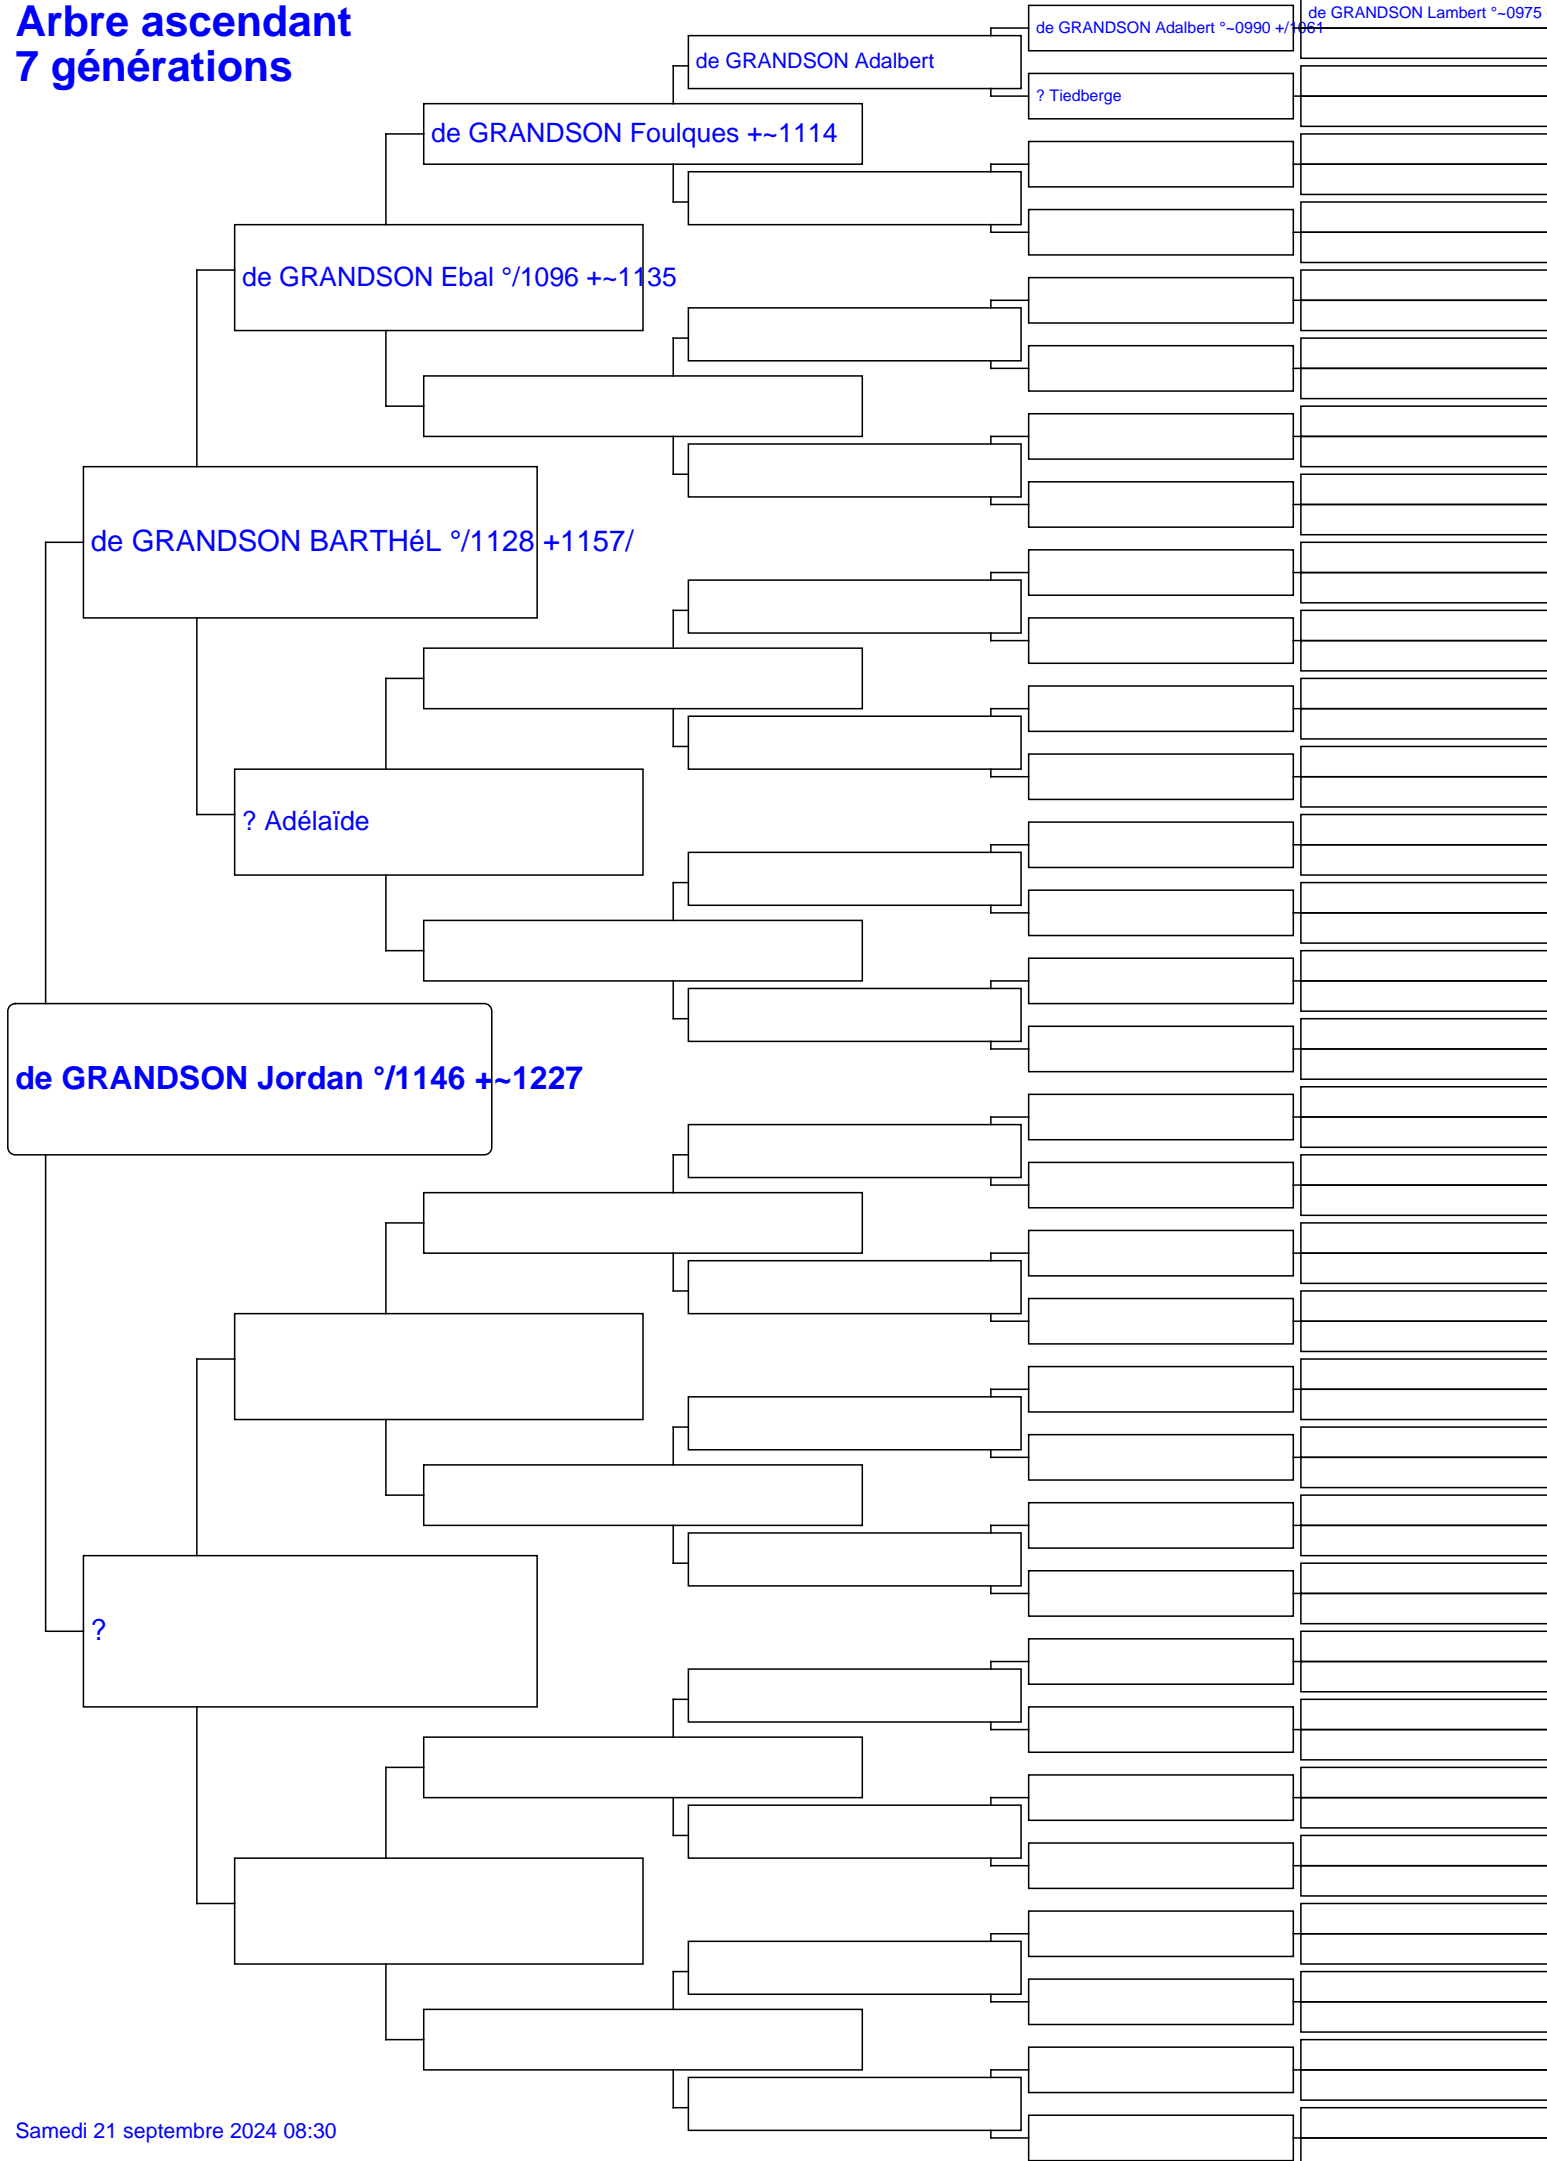 Arbre ascendant
7 générations
de GRANDSON Lambert °~0975
de GRANDSON Adalbert °~0990 +/1061
de GRANDSON Adalbert
? Tiedberge
de GRANDSON Foulques +~1114
de GRANDSON Ebal °/1096 +~1135
de GRANDSON BARTHéL °/1128 +1157/
? Adélaïde
de GRANDSON Jordan °/1146 +~1227
?
Samedi 21 septembre 2024 08:30